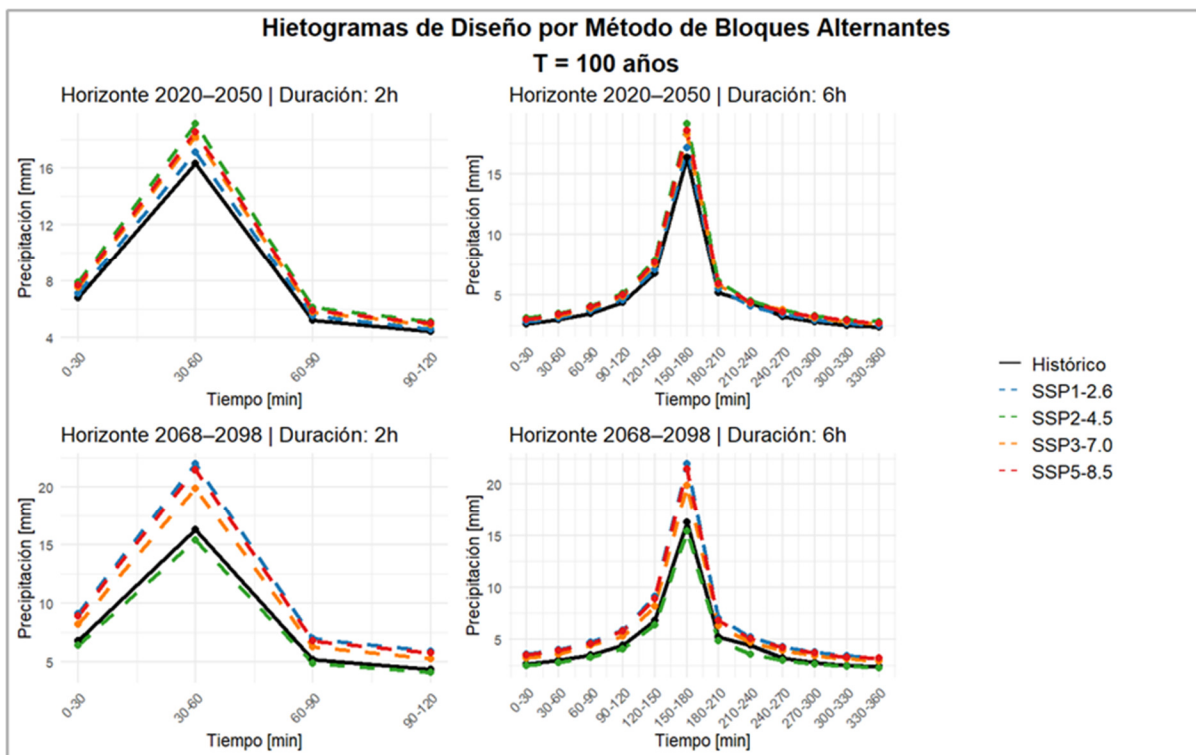 Hietogramas de Diseño por Método de Bloques Alternantes
T = 100 años
Horizonte 2020–2050 | Duración: 2h
Precipitación [mm]
16
12
8
4
0-30
30-60
60-90
90-120
Tiempo [min]
Horizonte 2020–2050 | Duración: 6h
Precipitación [mm]
15
10
5
0-30
30-60
60-90
90-120
120-150
150-180
180-210
210-240
240-270
270-300
300-330
330-360
Tiempo [min]
Horizonte 2068–2098 | Duración: 2h
Precipitación [mm]
20
15
10
5
0-30
30-60
60-90
90-120
Tiempo [min]
Horizonte 2068–2098 | Duración: 6h
Precipitación [mm]
20
15
10
5
0-30
30-60
60-90
90-120
120-150
150-180
180-210
210-240
240-270
270-300
300-330
330-360
Tiempo [min]
Histórico
SSP1-2.6
SSP2-4.5
SSP3-7.0
SSP5-8.5